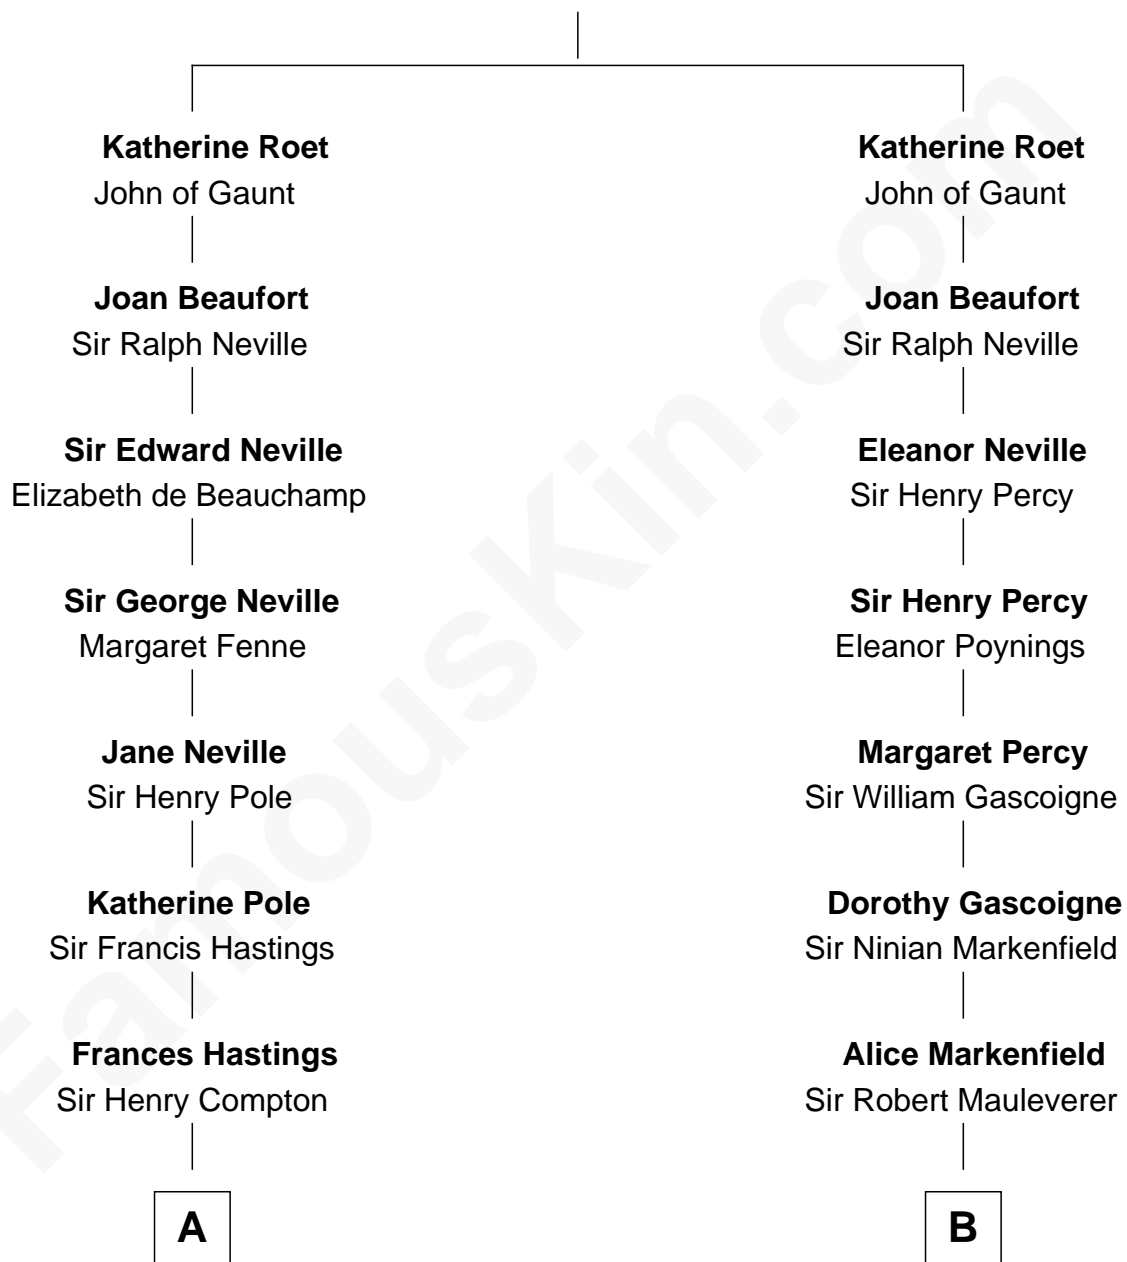 Katherine Roet
John of Gaunt
Joan Beaufort
Sir Ralph Neville
Sir Edward Neville
Elizabeth de Beauchamp
Sir George Neville
Margaret Fenne
Jane Neville
Sir Henry Pole
Katherine Pole
Sir Francis Hastings
Frances Hastings
Sir Henry Compton
A
Katherine Roet
John of Gaunt
Joan Beaufort
Sir Ralph Neville
Eleanor Neville
Sir Henry Percy
Sir Henry Percy
Eleanor Poynings
Margaret Percy
Sir William Gascoigne
Dorothy Gascoigne
Sir Ninian Markenfield
Alice Markenfield
Sir Robert Mauleverer
B
FamousKin.com